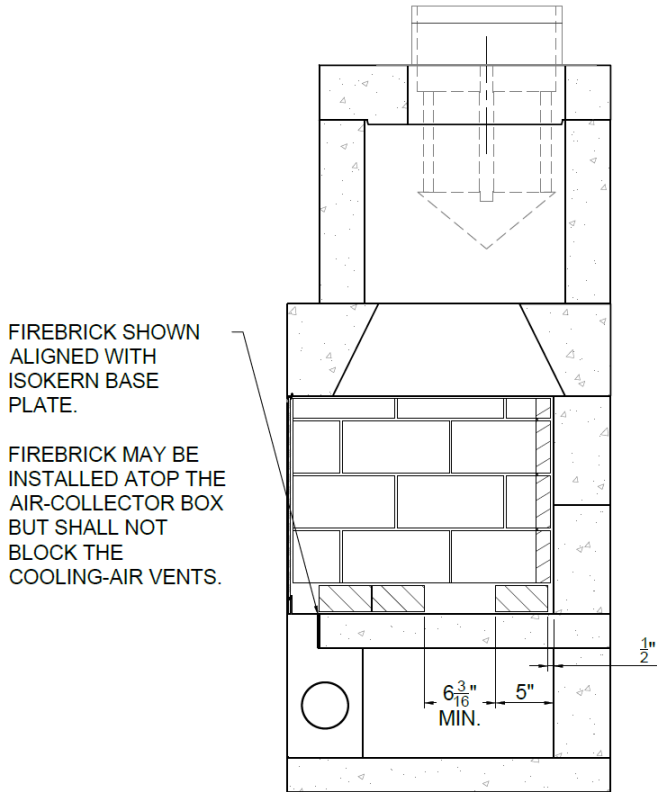 FIREBRICK SHOWN
ALIGNED WITH
ISOKERN BASE
PLATE.
FIREBRICK MAY BE
INSTALLED ATOP THE
AIR-COLLECTOR BOX
BUT SHALL NOT
BLOCK THE
COOLING-AIR VENTS.
1/2"
6 3/16"
MIN.
5"